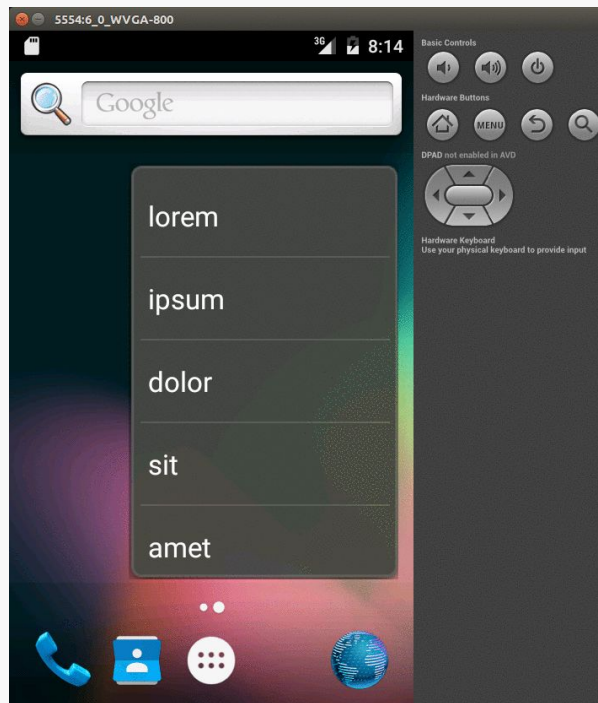 5554:6_0_WVGA-800
3G 8:14
Google
lorem
ipsum
dolor
sit
amet
Basic Controls
Hardware Buttons
MENU
DPAD not enabled in AVD
Hardware Keyboard
Use your physical keyboard to provide input